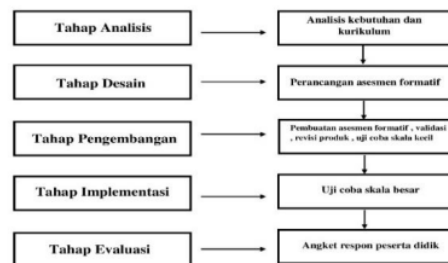 Tahap Analisis
Analisis kebutuhan dan
kurikulum
Tahap Desain
Perancangan asesmen formatif
Tahap Pengembangan
Pembuatan asesmen formatif , validasi
, revisi produk , uji coba skala kecil
Tahap Implementasi
Uji coba skala besar
Tahap Evaluasi
Angket respon peserta didik